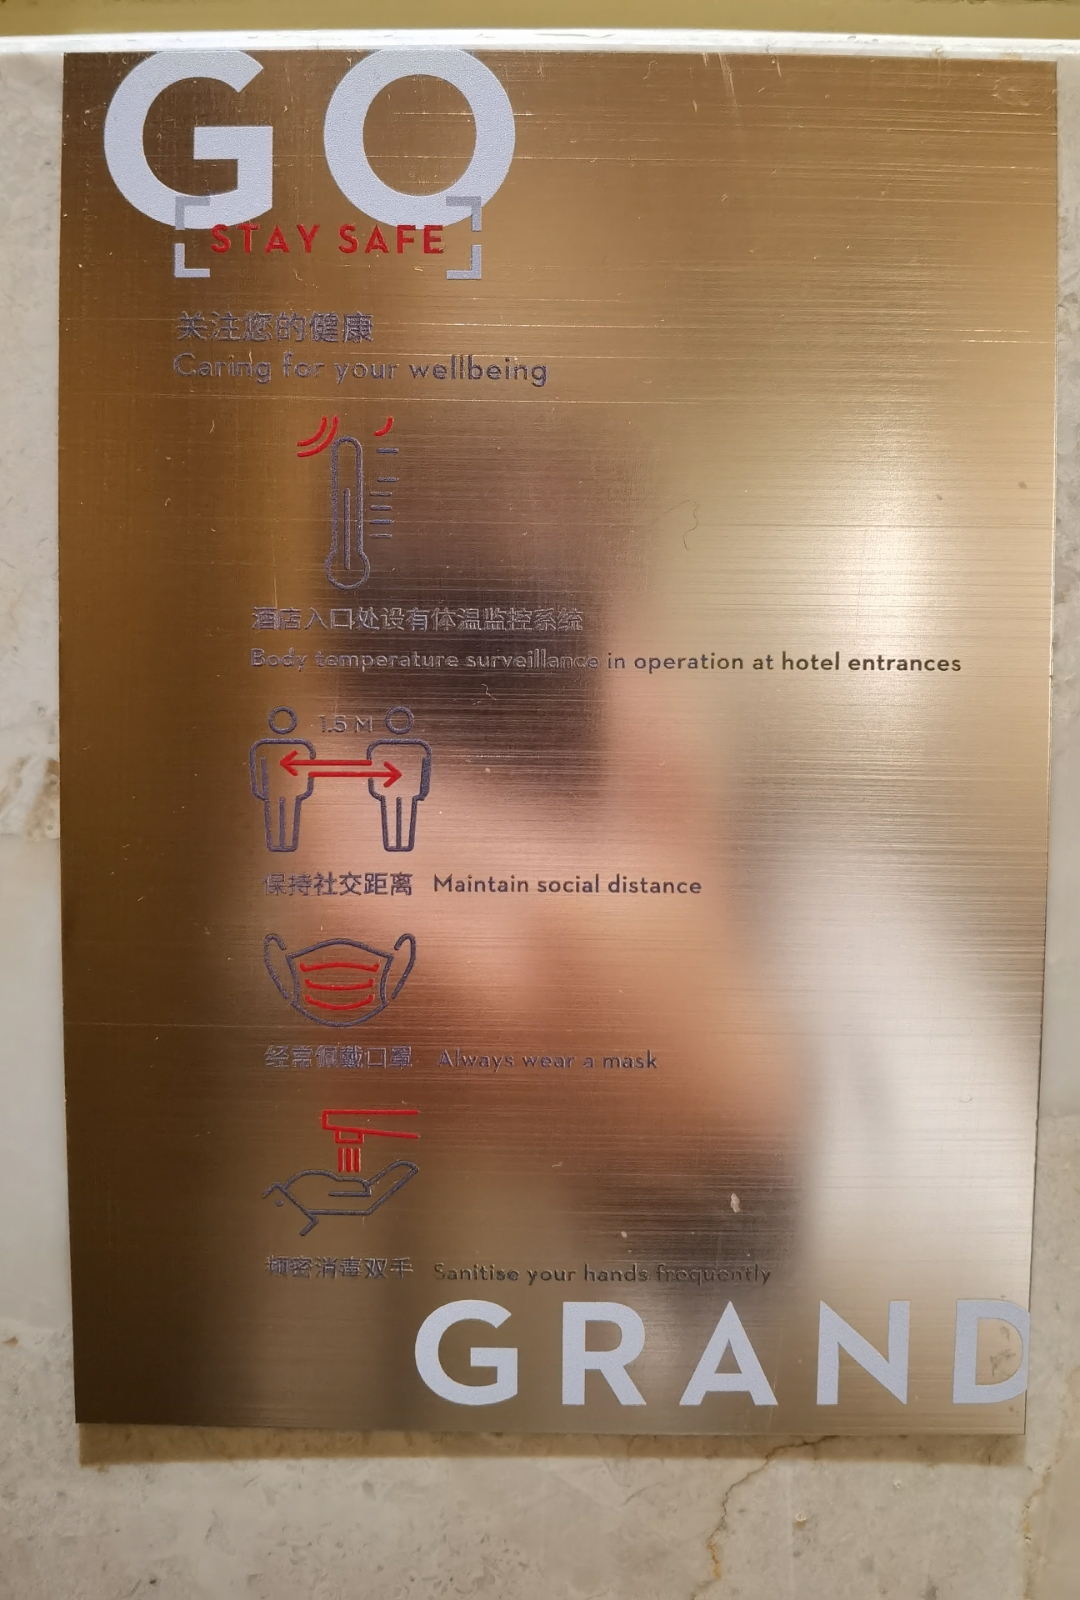 GO
STAY SAFE
关注您的健康
Caring for your wellbeing
酒店入口处设有体温监控系统
Body temperature surveillance in operation at hotel entrances
1.5 M
保持社交距离 Maintain social distance
经常佩戴口罩 Always wear a mask
频密消毒双手 Sanitise your hands frequently
GRAND